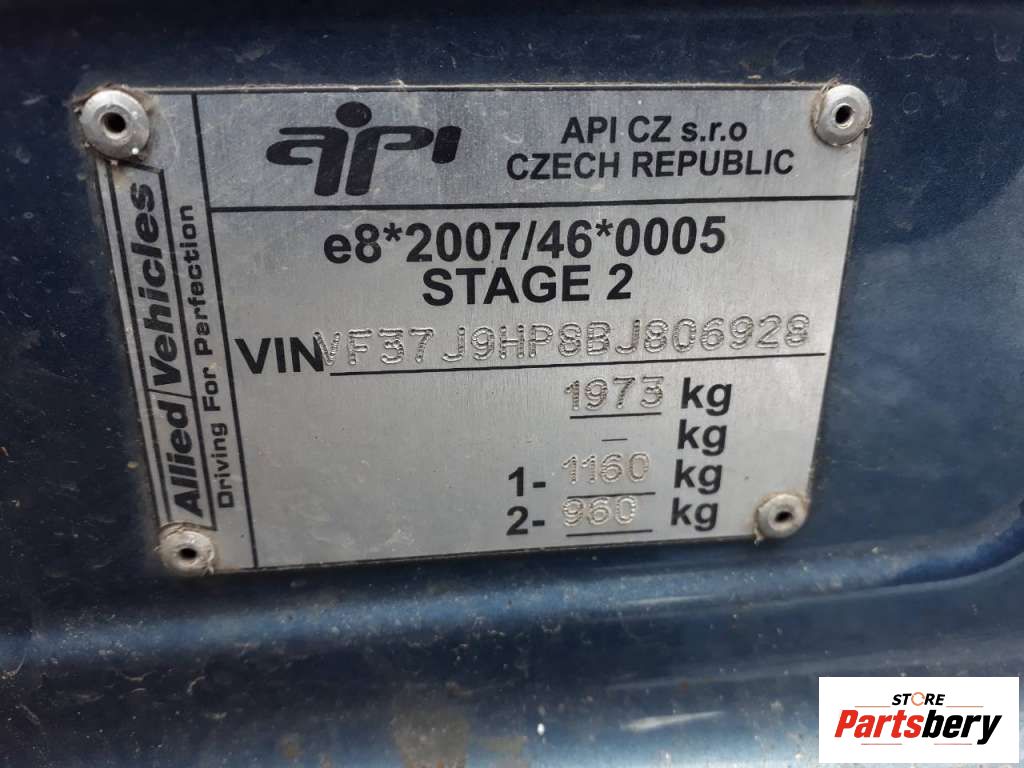 api
API CZ s.r.o
CZECH REPUBLIC
Allied Vehicles
Driving For Perfection
e8*2007/46*0005
STAGE 2
VIN VF37J9HP8BJ806928
1973 kg
– kg
1- 1160 kg
2- 960 kg
STORE
Partsbery